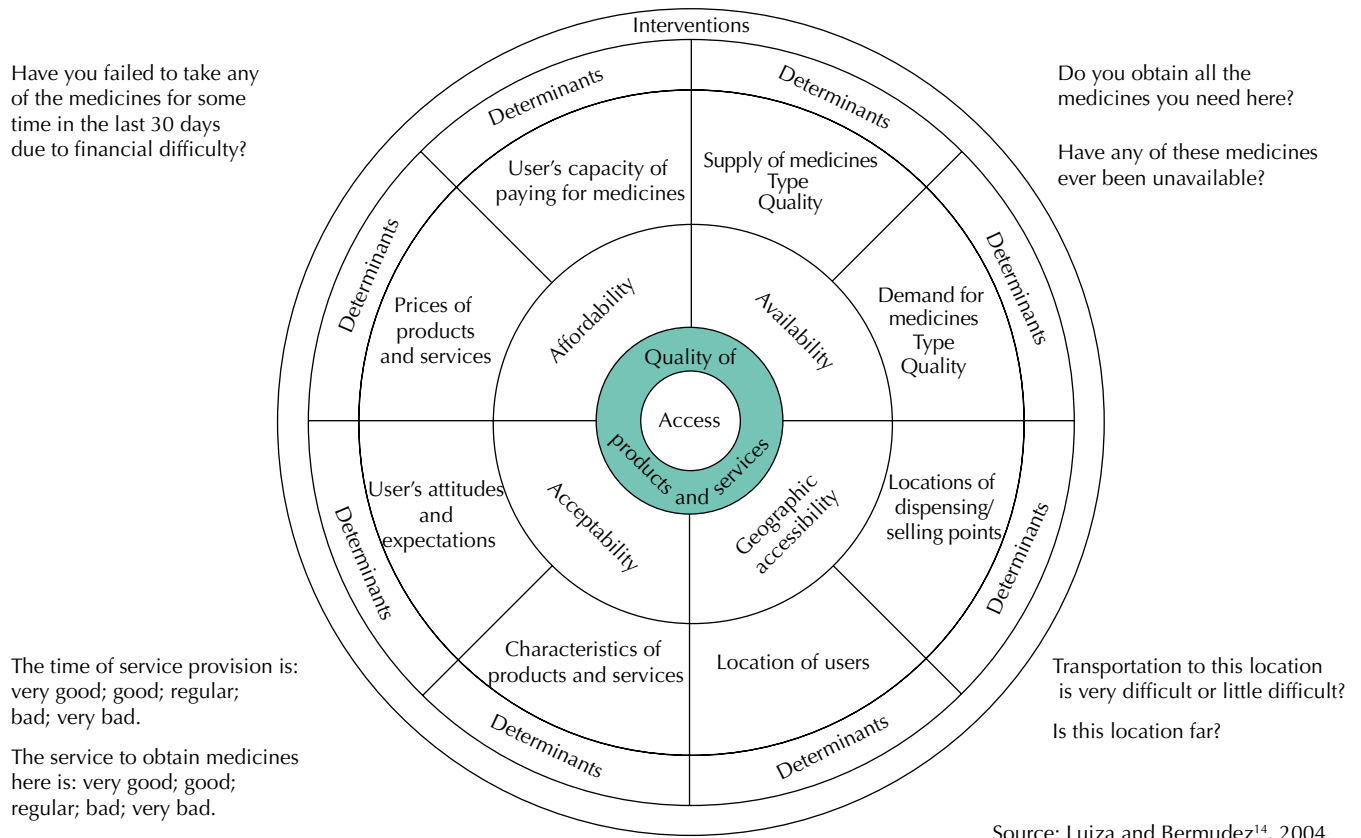 Interventions
Have you failed to take any
of the medicines for some
time in the last 30 days
due to financial difficulty?
Do you obtain all the
medicines you need here?
Have any of these medicines
ever been unavailable?
Determinants
Determinants
User's capacity of
paying for medicines
Supply of medicines
Type
Quality
Determinants
Determinants
Prices of
products
and services
Affordability
Availability
Demand for
medicines
Type
Quality
Quality of
products and services
Access
User's attitudes
and
expectations
Acceptability
Geographic
accessibility
Locations of
dispensing/
selling points
Determinants
Determinants
Characteristics of
products and services
Location of users
Determinants
Determinants
The time of service provision is:
very good; good; regular;
bad; very bad.
The service to obtain medicines
here is: very good; good;
regular; bad; very bad.
Transportation to this location
is very difficult or little difficult?
Is this location far?
Source: Luiza and Bermudez¹⁴, 2004.